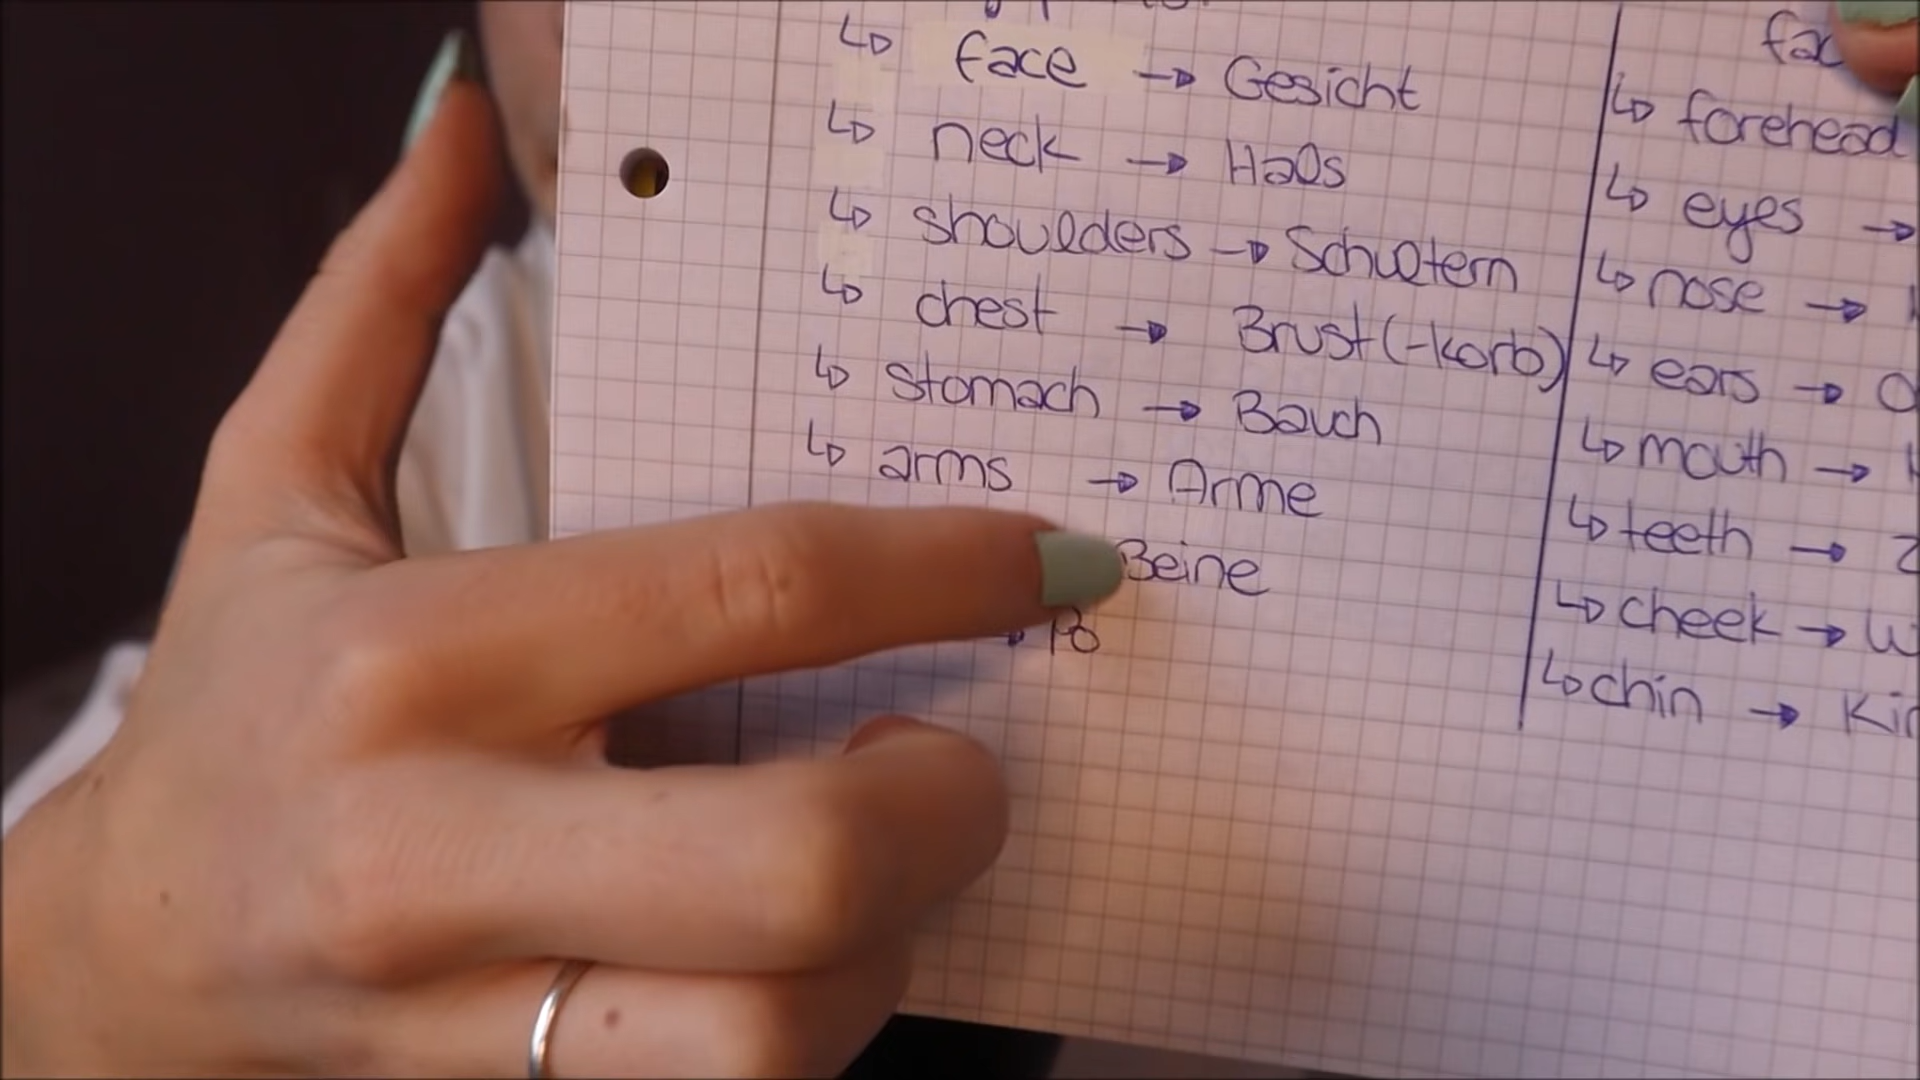 ↳ face → Gesicht
↳ neck → Hals
↳ shoulders → Schultern
↳ chest → Brust(-korb)
↳ stomach → Bauch
↳ arms → Arme
Beine
→ Po
↳ forehead
↳ eyes →
↳ nose →
↳ ears →
↳ mouth →
↳ teeth →
↳ cheek →
↳ chin →